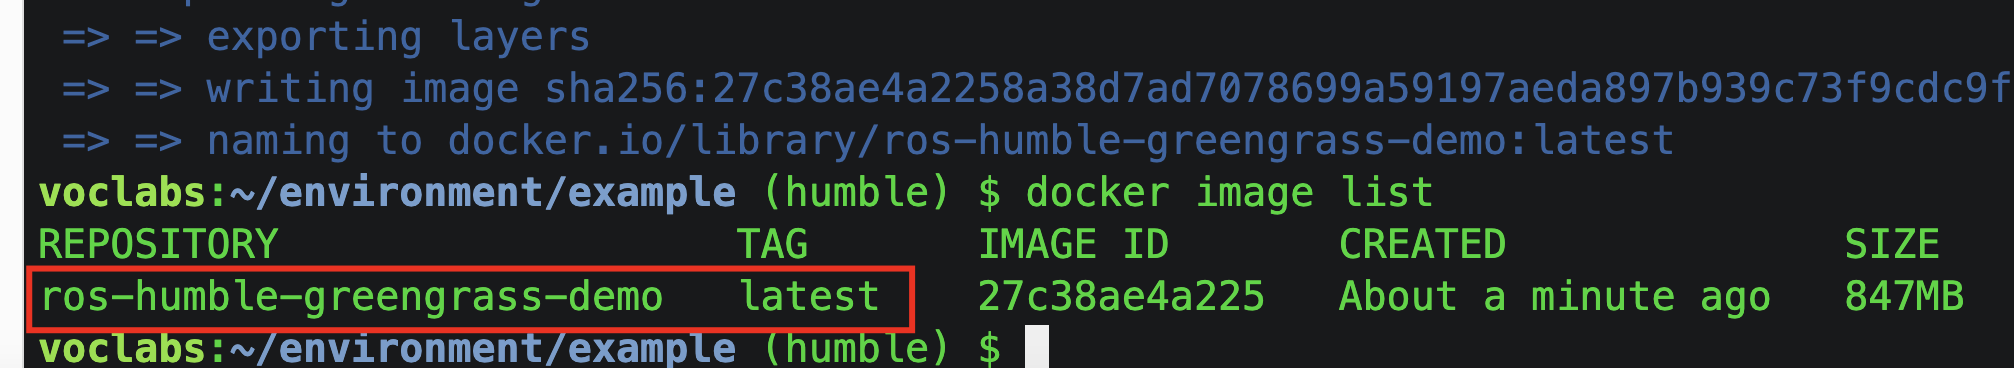 => => exporting layers
=> => writing image sha256:27c38ae4a2258a38d7ad7078699a59197aeda897b939c73f9cdc9f
=> => naming to docker.io/library/ros-humble-greengrass-demo:latest
voclabs:~/environment/example (humble) $ docker image list
REPOSITORY TAG IMAGE ID CREATED SIZE
ros-humble-greengrass-demo latest 27c38ae4a225 About a minute ago 847MB
voclabs:~/environment/example (humble) $